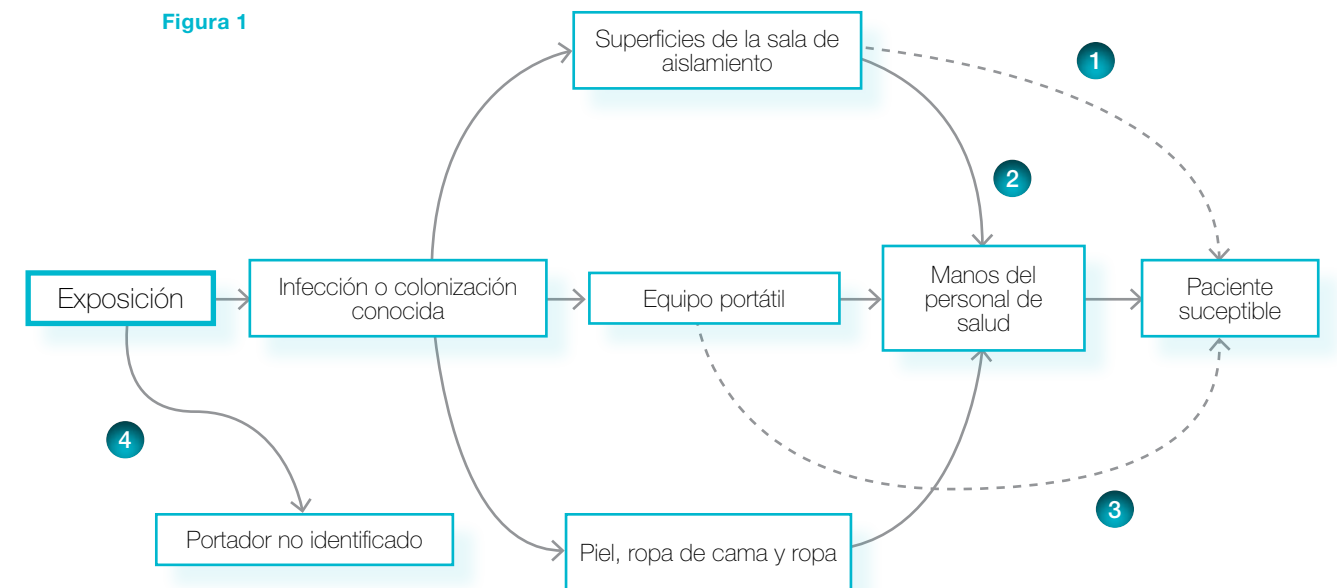 Figura 1
Superficies de la sala de
aislamiento
1
2
Exposición
Infección o colonización
conocida
Equipo portátil
Manos del
personal de
salud
Paciente
suceptible
4
3
Portador no identificado
Piel, ropa de cama y ropa